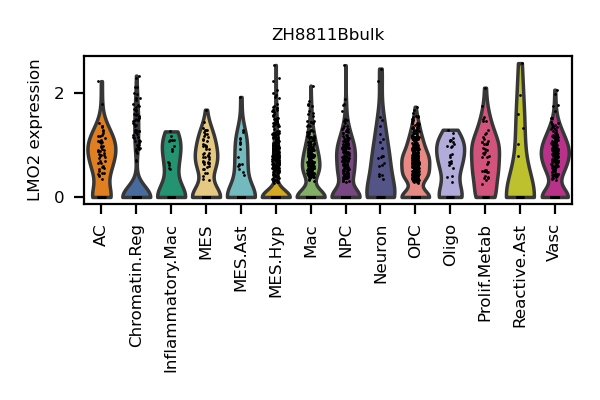 ZH8811Bbulk
LMO2 expression
2
0
AC
Chromatin.Reg
Inflammatory.Mac
MES
MES.Ast
MES.Hyp
Mac
NPC
Neuron
OPC
Oligo
Prolif.Metab
Reactive.Ast
Vasc